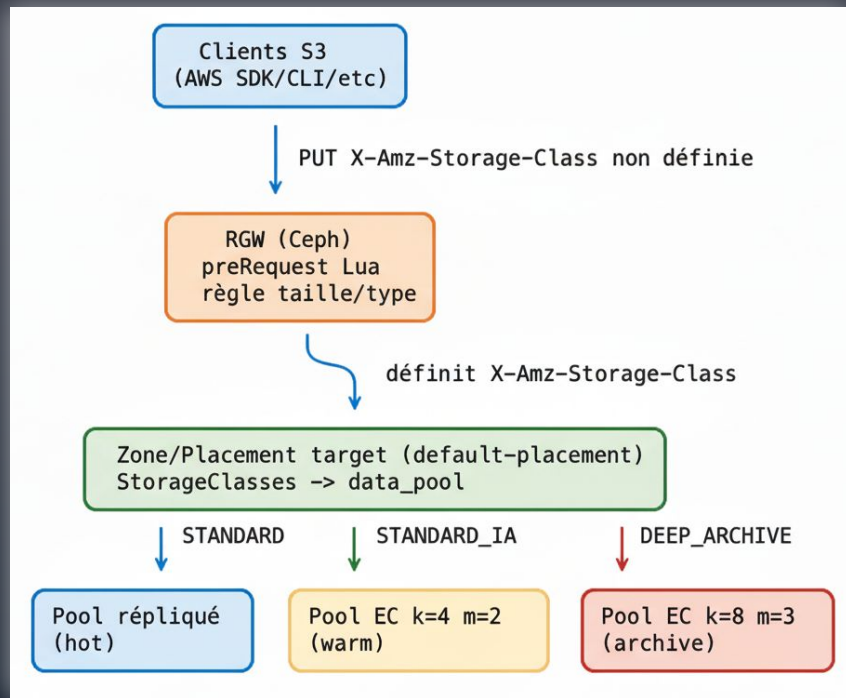 Clients S3
(AWS SDK/CLI/etc)
PUT X-Amz-Storage-Class non définie
RGW (Ceph)
preRequest Lua
règle taille/type
définit X-Amz-Storage-Class
Zone/Placement target (default-placement)
StorageClasses -> data_pool
STANDARD
STANDARD_IA
DEEP_ARCHIVE
Pool répliqué
(hot)
Pool EC k=4 m=2
(warm)
Pool EC k=8 m=3
(archive)